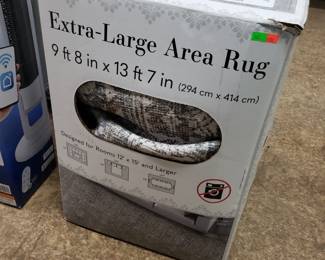 Extra-Large Area Rug
9 ft 8 in x 13 ft 7 in (294 cm x 414 cm)
Designed for Rooms 12' x 15' and Larger